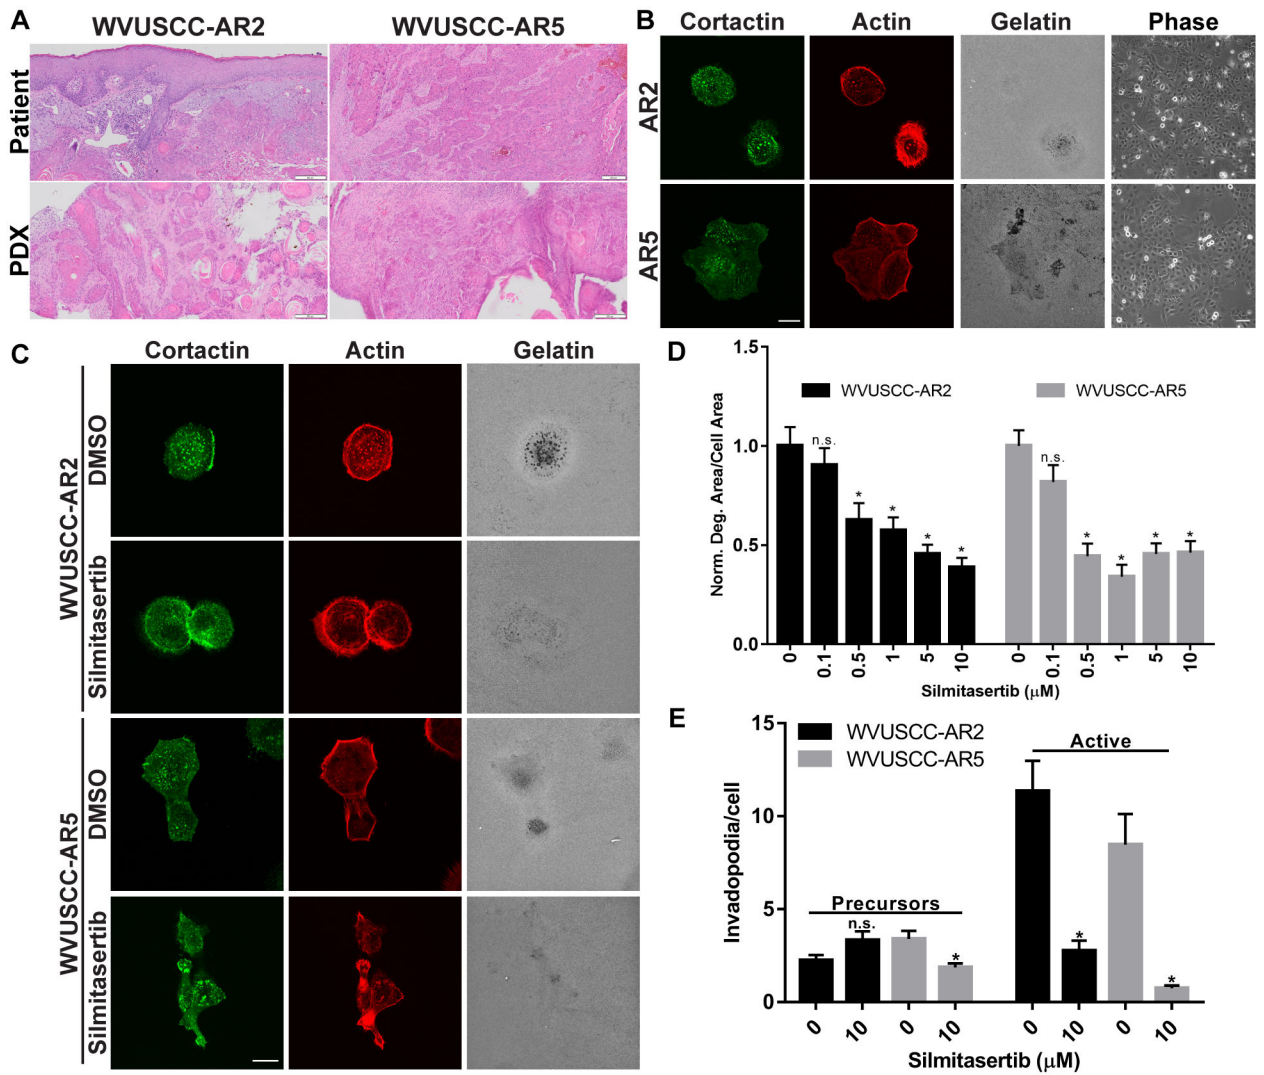 A
WVUSCC-AR2
WVUSCC-AR5
Patient
PDX
B
Cortactin
Actin
Gelatin
Phase
AR2
AR5
C
Cortactin
Actin
Gelatin
WVUSCC-AR2
DMSO
Silmitasertib
WVUSCC-AR5
DMSO
Silmitasertib
D
Norm. Deg. Area/Cell Area
1.5
1.0
0.5
0.0
WVUSCC-AR2
WVUSCC-AR5
n.s.
*
*
*
*
n.s.
*
*
*
*
0 0.1 0.5 1 5 10 0 0.1 0.5 1 5 10
Silmitasertib (μM)
E
Invadopodia/cell
15
10
5
0
WVUSCC-AR2
WVUSCC-AR5
Precursors
n.s.
*
Active
*
*
0 10 0 10 0 10 0 10
Silmitasertib (μM)